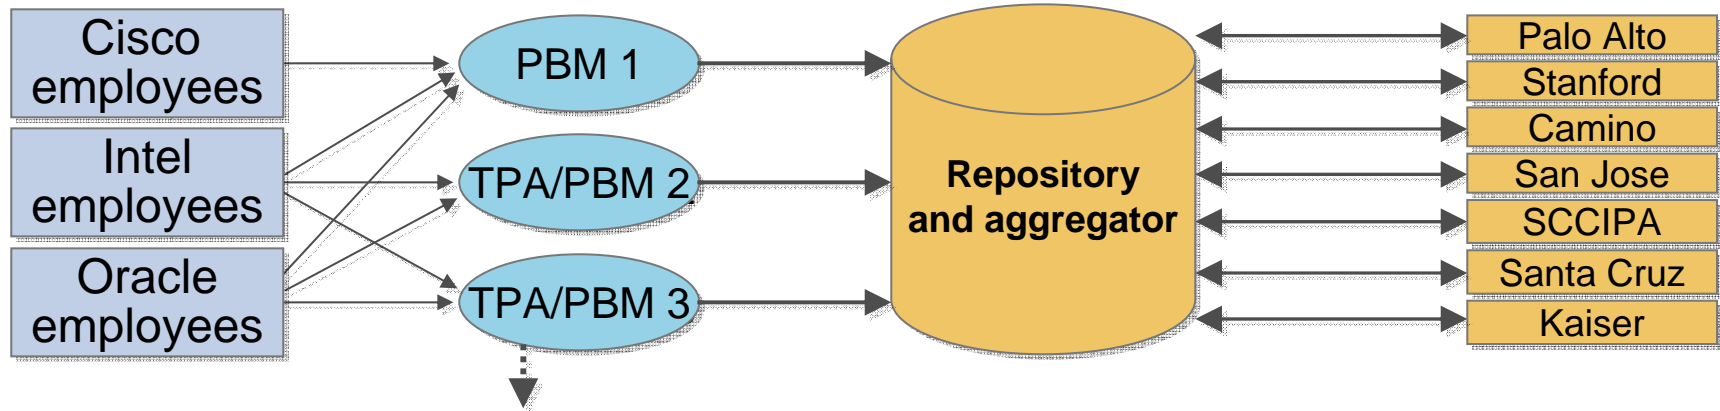 Cisco
employees
Intel
employees
Oracle
employees
PBM 1
TPA/PBM 2
TPA/PBM 3
Repository
and aggregator
Palo Alto
Stanford
Camino
San Jose
SCCIPA
Santa Cruz
Kaiser